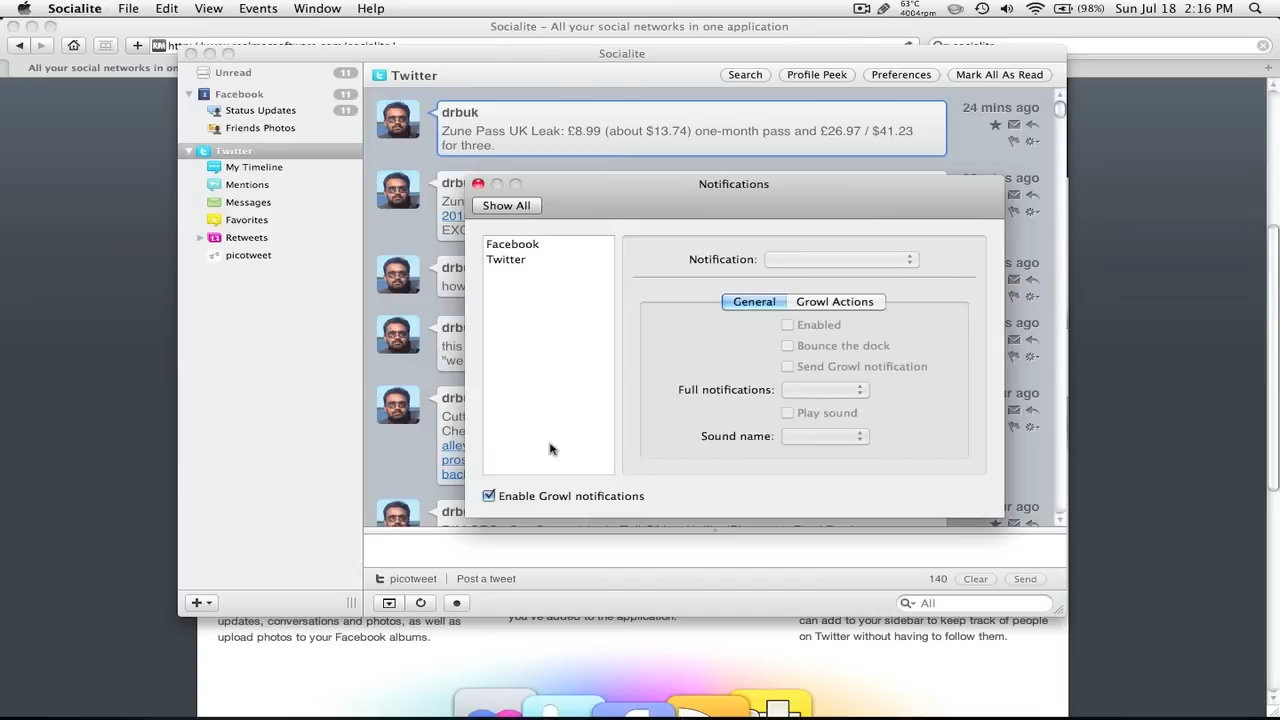 Socialite File Edit View Events Window Help 63°C 4004rpm (98%) Sun Jul 18 2:16 PM
Socialite – All your social networks in one application
All your social networks in on
Socialite
Unread 11
Facebook 11
Status Updates 11
Friends Photos
Twitter
My Timeline
Mentions
Messages
Favorites
Retweets
picotweet
Twitter Search Profile Peek Preferences Mark All As Read
drbuk 24 mins ago
Zune Pass UK Leak: £8.99 (about $13.74) one-month pass and £26.97 / $41.23
for three.
Notifications
Show All
Facebook
Twitter
Notification:
General Growl Actions
Enabled
Bounce the dock
Send Growl notification
Full notifications:
Play sound
Sound name:
Enable Growl notifications
picotweet Post a tweet 140 Clear Send
All
updates, conversations and photos, as well as
upload photos to your Facebook albums.
you've added to the application.
can add to your sidebar to keep track of people
on Twitter without having to follow them.